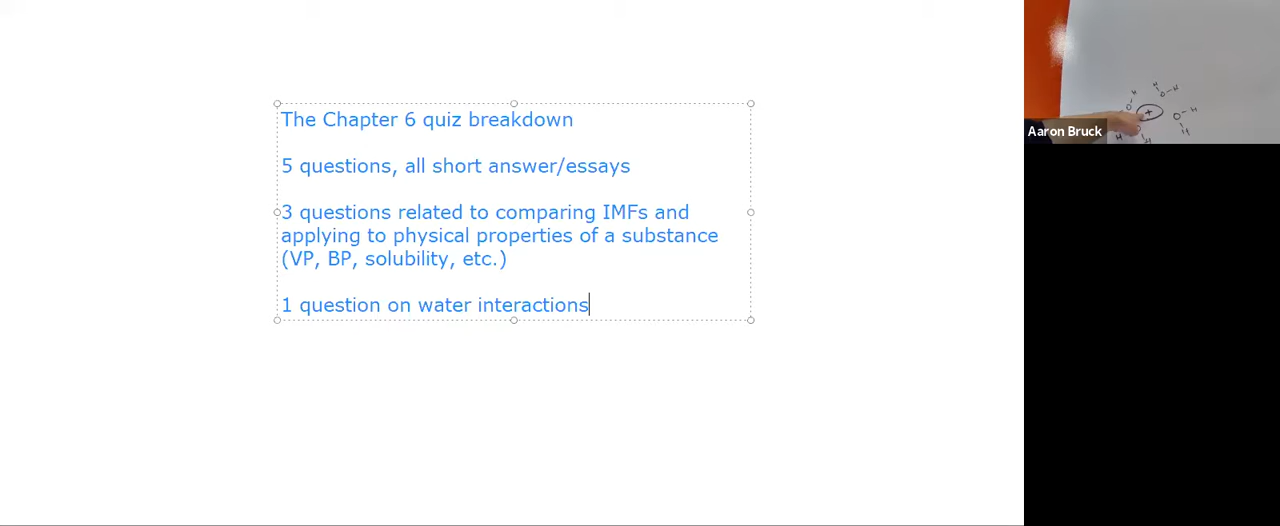 The Chapter 6 quiz breakdown
5 questions, all short answer/essays
3 questions related to comparing IMFs and
applying to physical properties of a substance
(VP, BP, solubility, etc.)
1 question on water interactions
H
H
O-H
O
+
O-H
H
H
H
Aaron Bruck